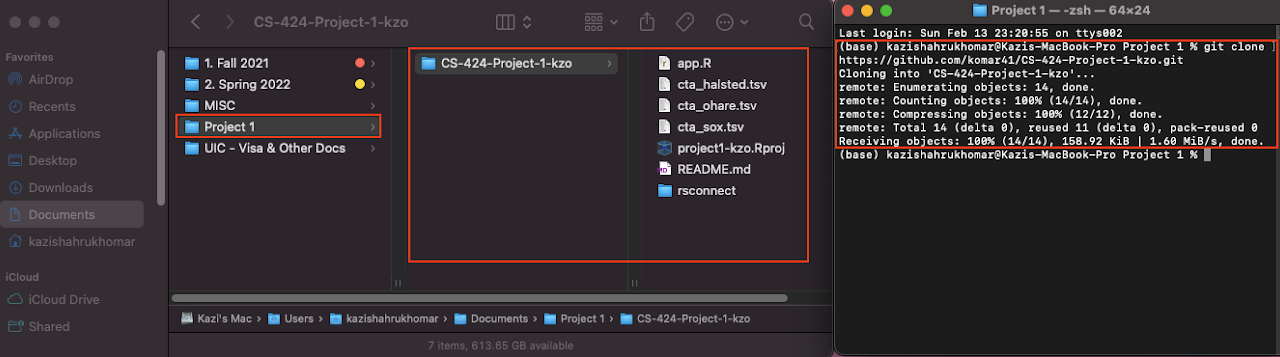 CS-424-Project-1-kzo
Favorites
AirDrop
Recents
Applications
Desktop
Downloads
Documents
kazishahrukhomar
iCloud
iCloud Drive
Shared
1. Fall 2021
2. Spring 2022
MISC
Project 1
UIC - Visa & Other Docs
CS-424-Project-1-kzo
app.R
cta_halsted.tsv
cta_ohare.tsv
cta_sox.tsv
project1-kzo.Rproj
README.md
rsconnect
Kazi's Mac › Users › kazishahrukhomar › Documents › Project 1 › CS-424-Project-1-kzo
7 items, 613.65 GB available
Project 1 — -zsh — 64×24
Last login: Sun Feb 13 23:20:55 on ttys002
(base) kazishahrukhomar@Kazis-MacBook-Pro Project 1 % git clone
https://github.com/komar41/CS-424-Project-1-kzo.git
Cloning into 'CS-424-Project-1-kzo'...
remote: Enumerating objects: 14, done.
remote: Counting objects: 100% (14/14), done.
remote: Compressing objects: 100% (12/12), done.
remote: Total 14 (delta 0), reused 11 (delta 0), pack-reused 0
Receiving objects: 100% (14/14), 158.92 KiB | 1.60 MiB/s, done.
(base) kazishahrukhomar@Kazis-MacBook-Pro Project 1 %